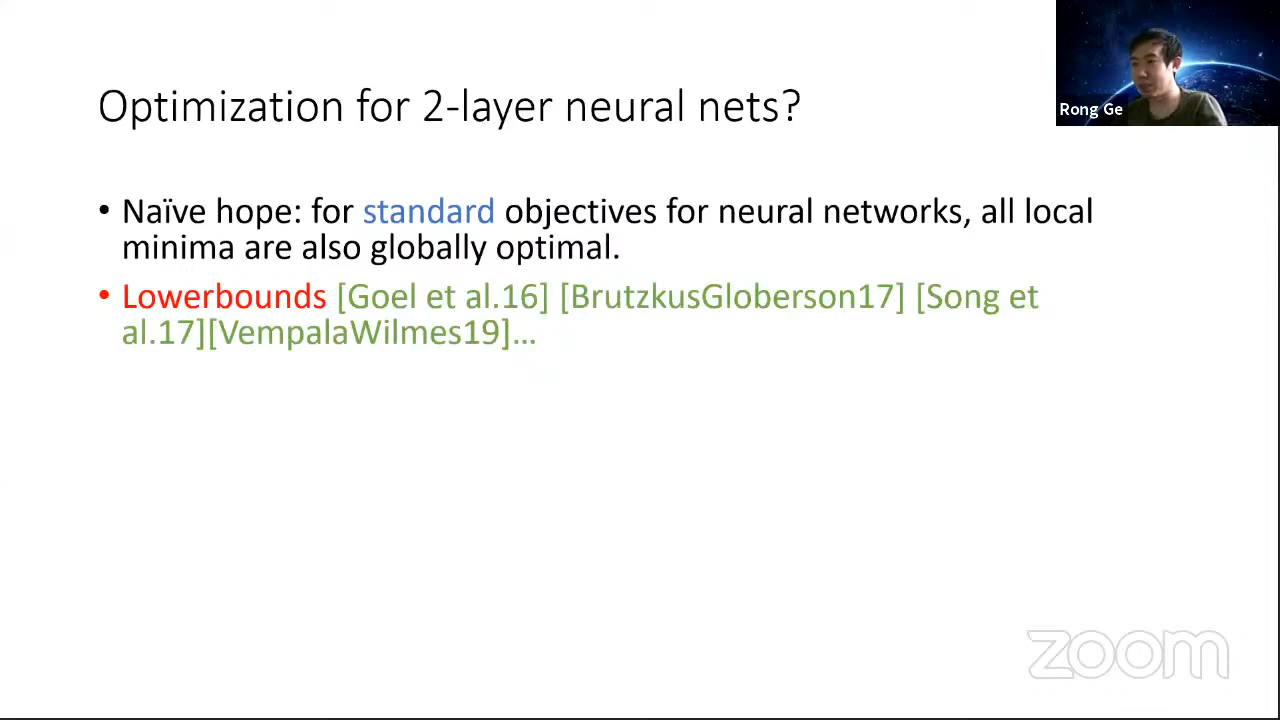 Rong Ge
Optimization for 2-layer neural nets?
• Naïve hope: for standard objectives for neural networks, all local
minima are also globally optimal.
• Lowerbounds [Goel et al.16] [BrutzkusGloberson17] [Song et
al.17][VempalaWilmes19]…
zoom